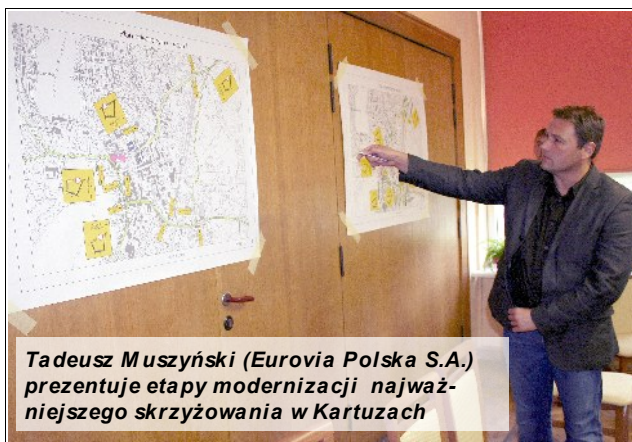 Tadeusz Muszyński (Eurovia Polska S.A.)
prezentuje etapy modernizacji najważ-
niejszego skrzyżowania w Kartuzach